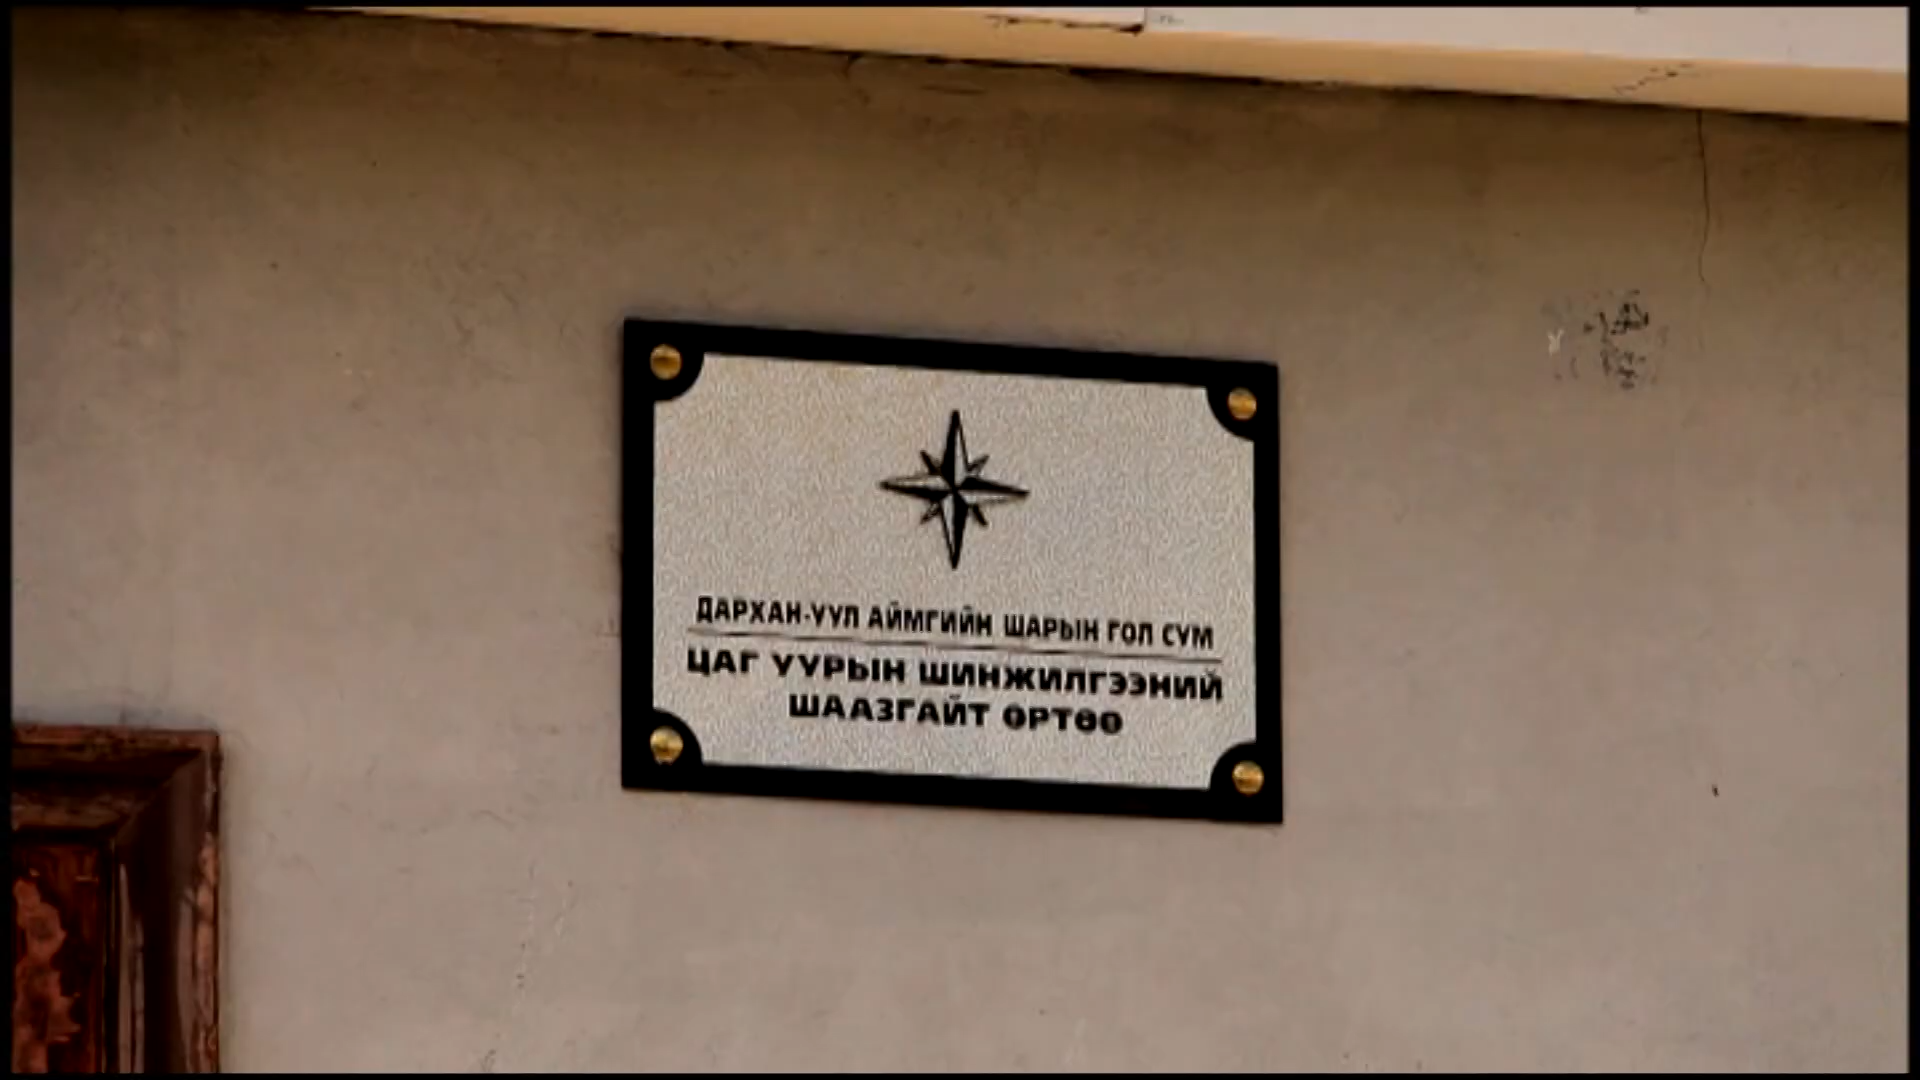 ДАРХАН-УУЛ АЙМГИЙН ШАРЫН ГОЛ СУМ
ЦАГ УУРЫН ШИНЖИЛГЭЭНИЙ
ШААЗГАЙТ ӨРТӨӨ